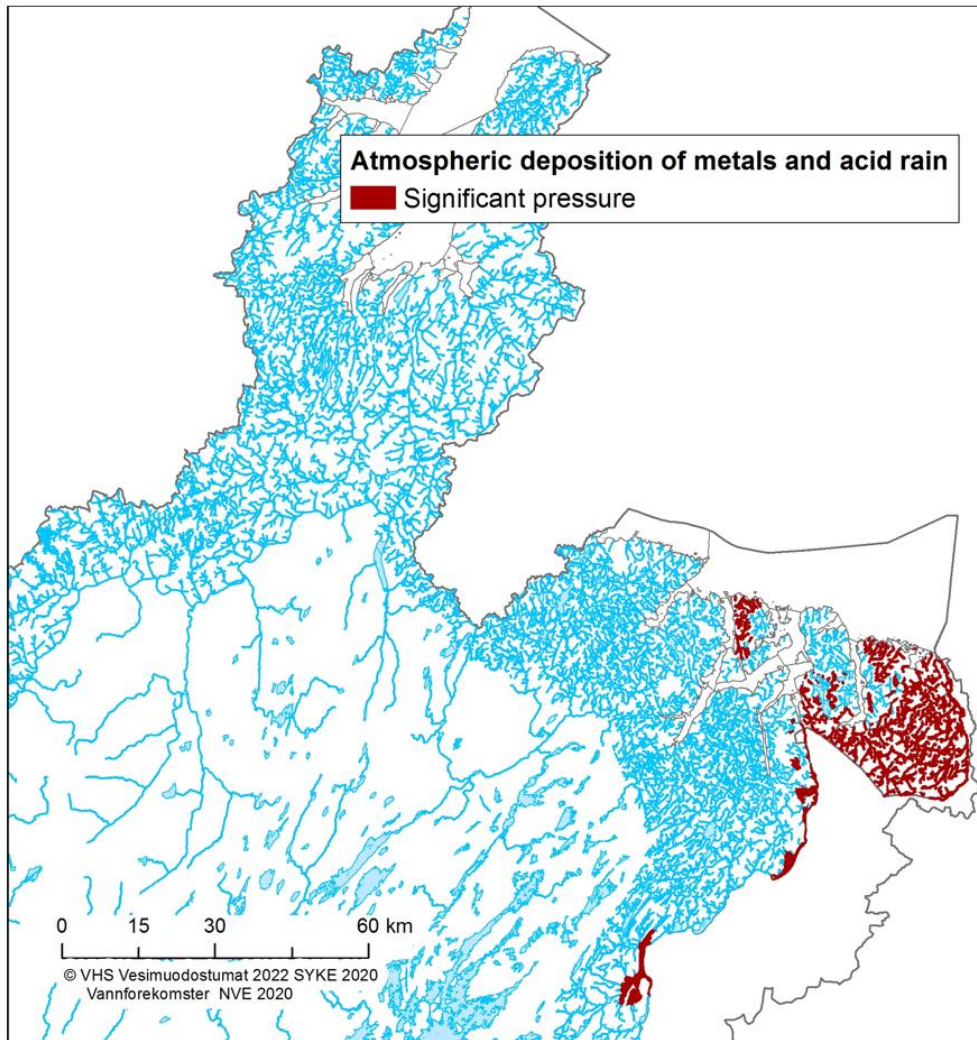 Atmospheric deposition of metals and acid rain
Significant pressure
0 15 30 60 km
© VHS Vesimuodostumat 2022 SYKE 2020
Vannforekomster NVE 2020